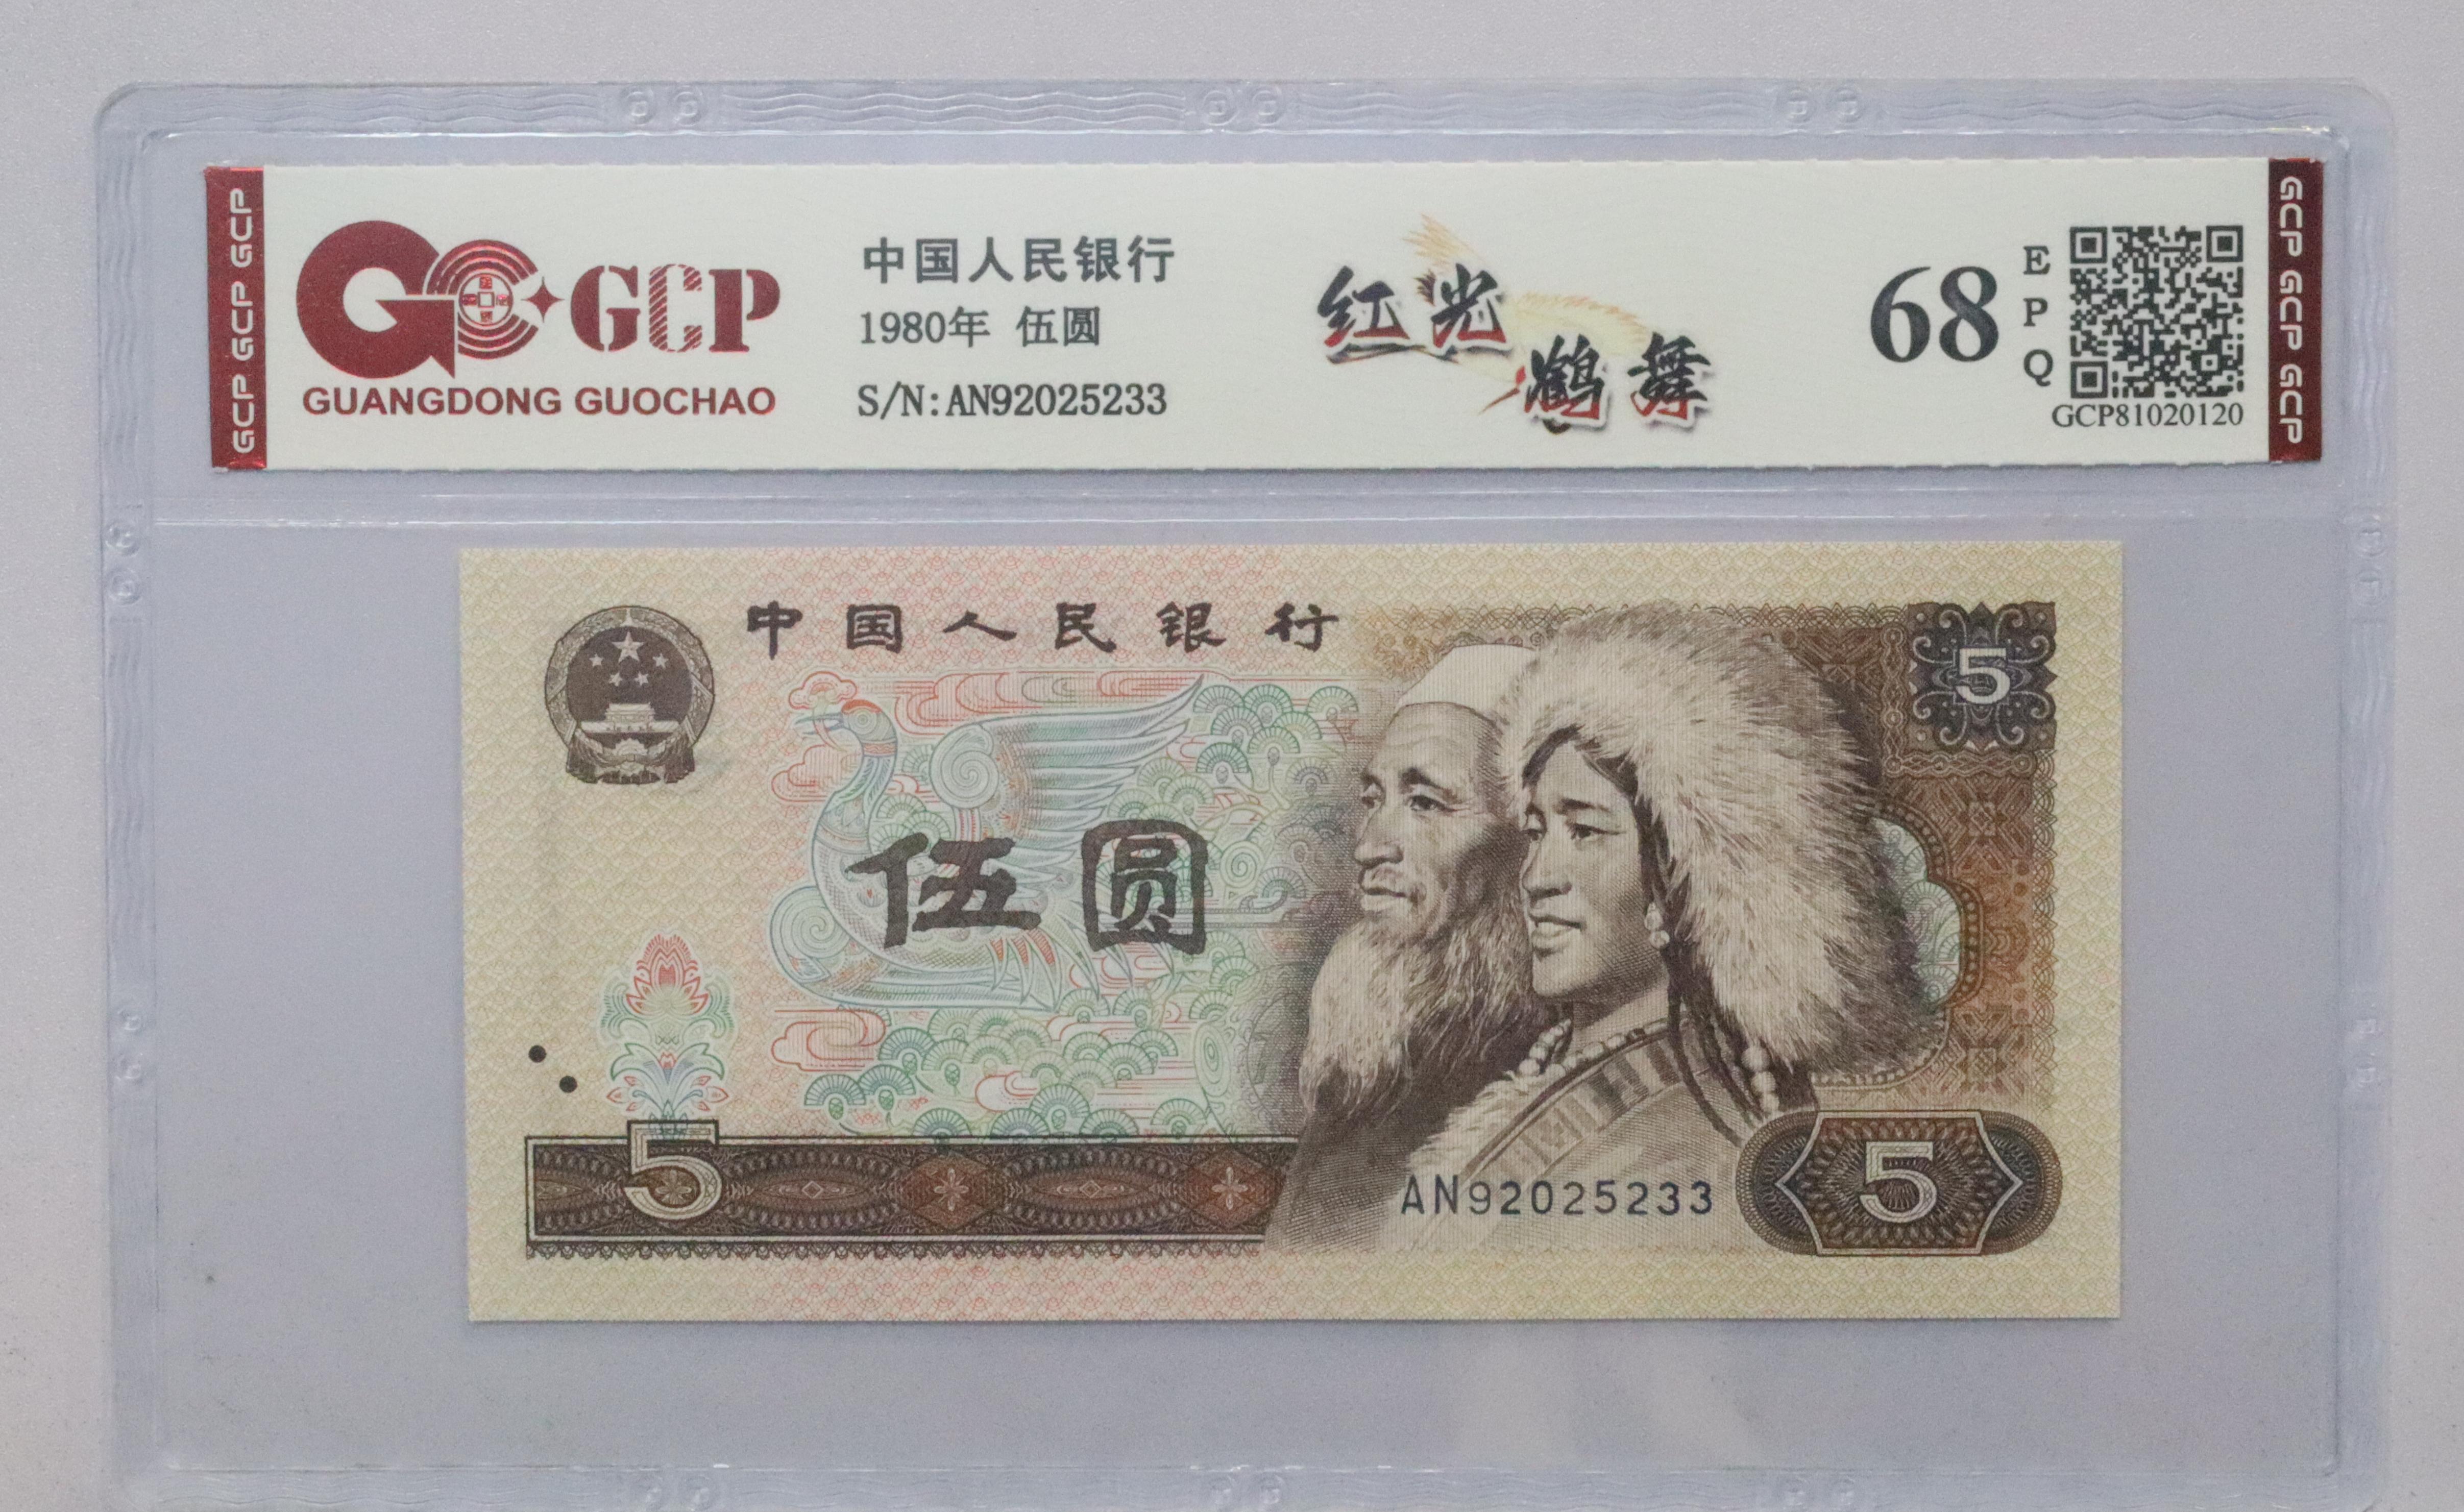 GCP GCP GCP
GCP
GUANGDONG GUOCHAO
中国人民银行
1980年 伍圆
S/N:AN92025233
红光
鹤舞
68
EPQ
GCP81020120
GCP GCP GCP
中国人民银行
5
伍圆
5
AN92025233
5